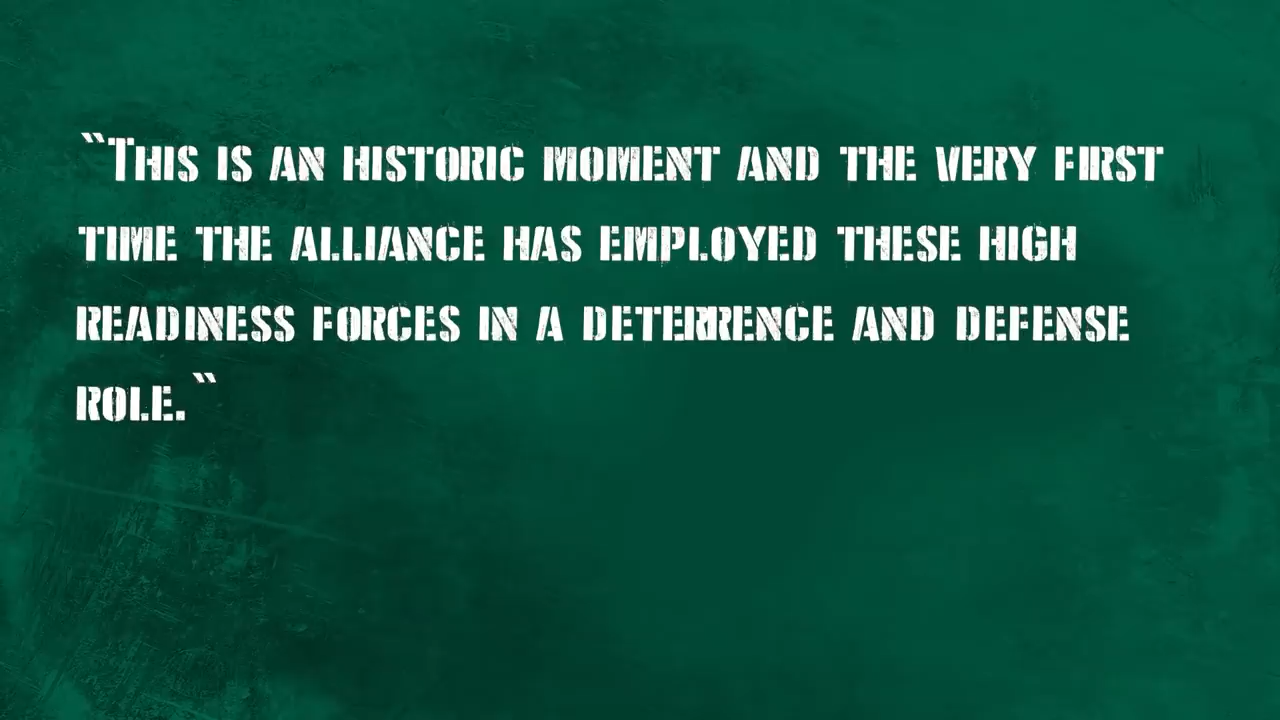 "This is an historic moment and the very first
time the Alliance has employed these high
readiness forces in a deterrence and defense
role."